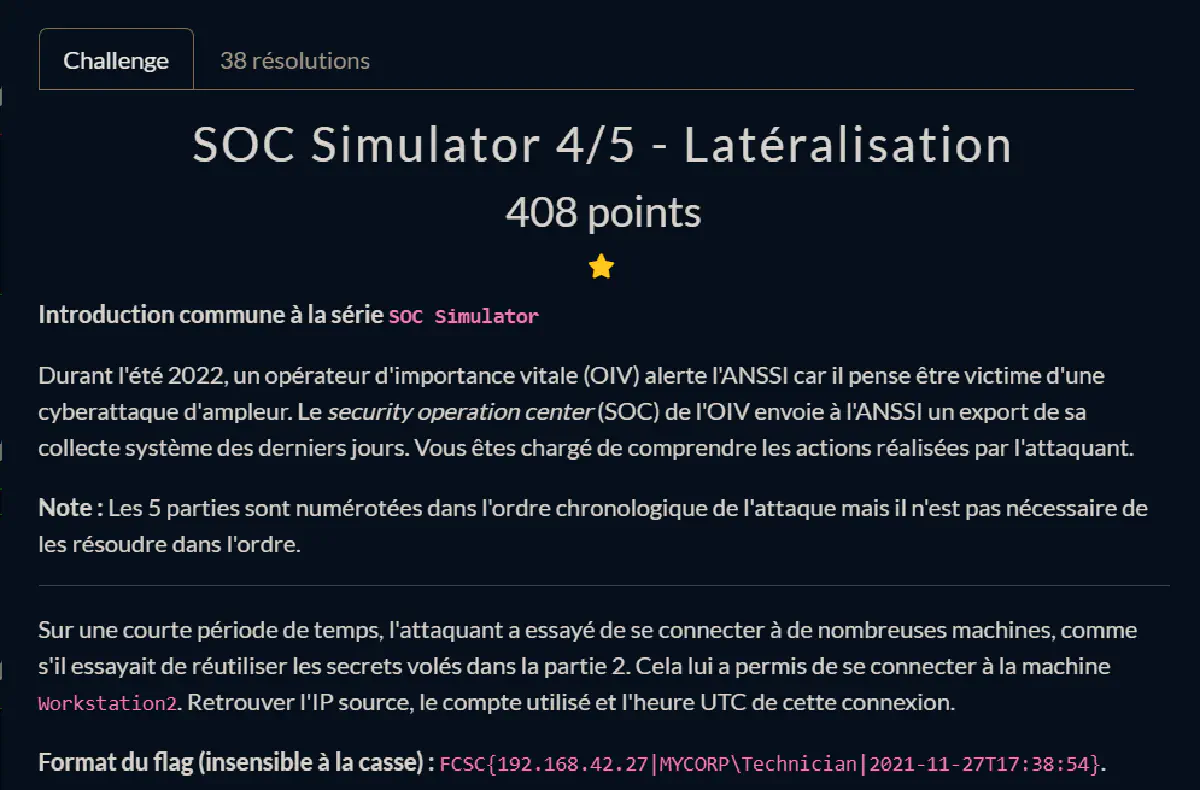 Challenge
38 résolutions
SOC Simulator 4/5 - Latéralisation
408 points
Introduction commune à la série SOC Simulator
Durant l'été 2022, un opérateur d'importance vitale (OIV) alerte l'ANSSI car il pense être victime d'une
cyberattaque d'ampleur. Le security operation center (SOC) de l'OIV envoie à l'ANSSI un export de sa
collecte système des derniers jours. Vous êtes chargé de comprendre les actions réalisées par l'attaquant.
Note : Les 5 parties sont numérotées dans l'ordre chronologique de l'attaque mais il n'est pas nécessaire de
les résoudre dans l'ordre.
Sur une courte période de temps, l'attaquant a essayé de se connecter à de nombreuses machines, comme
s'il essayait de réutiliser les secrets volés dans la partie 2. Cela lui a permis de se connecter à la machine
Workstation2. Retrouver l'IP source, le compte utilisé et l'heure UTC de cette connexion.
Format du flag (insensible à la casse) : FCSC{192.168.42.27|MYCORP\Technician|2021-11-27T17:38:54}.